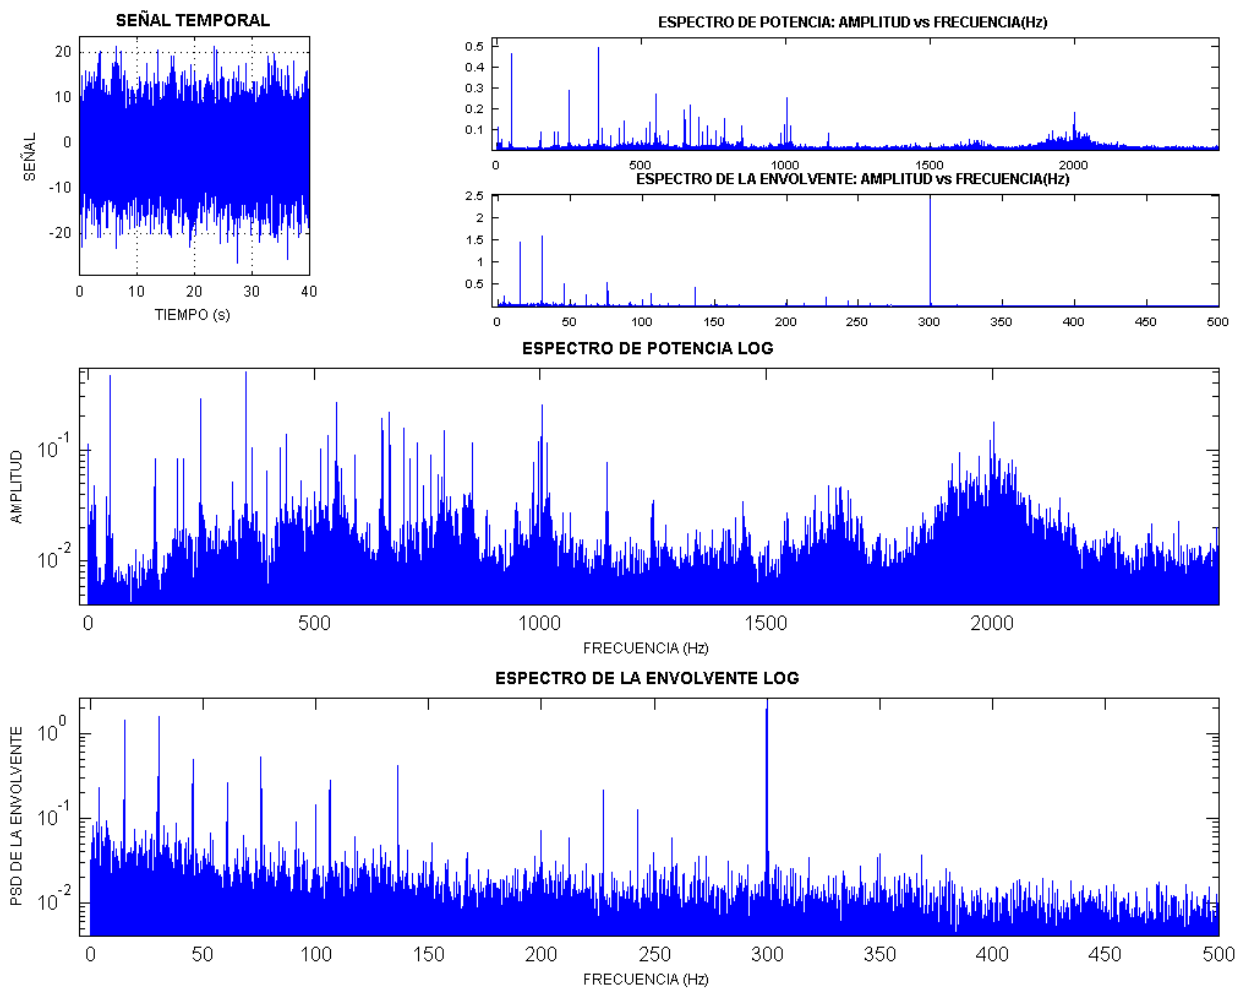 SEÑAL TEMPORAL
20
10
0
-10
-20
SEÑAL
0 10 20 30 40
TIEMPO (s)
ESPECTRO DE POTENCIA: AMPLITUD vs FRECUENCIA(Hz)
0.5
0.4
0.3
0.2
0.1
0 500 1000 1500 2000
ESPECTRO DE LA ENVOLVENTE: AMPLITUD vs FRECUENCIA(Hz)
2.5
2
1.5
1
0.5
0 50 100 150 200 250 300 350 400 450 500
ESPECTRO DE POTENCIA LOG
10^-1
10^-2
AMPLITUD
0 500 1000 1500 2000
FRECUENCIA (Hz)
ESPECTRO DE LA ENVOLVENTE LOG
10^0
10^-1
10^-2
PSD DE LA ENVOLVENTE
0 50 100 150 200 250 300 350 400 450 500
FRECUENCIA (Hz)